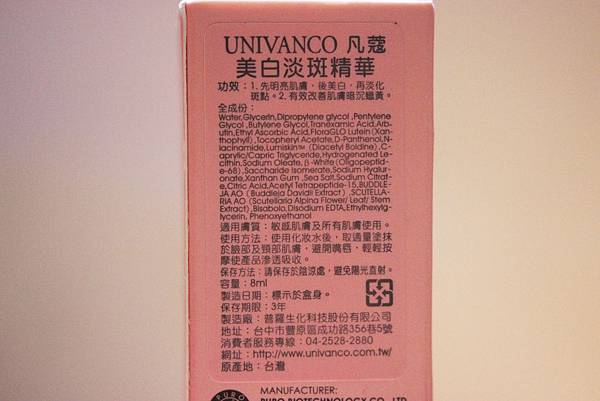 UNIVANCO 凡蔻
美白淡斑精華
功效：1. 先明亮肌膚，後美白，再淡化
斑點。2. 有效改善肌膚暗沉蠟黃。
全成份：
Water,Glycerin,Dipropylene glycol ,Pentylene
Glycol ,Butylene Glycol,Tranexamic Acid,Arb-
utin,Ethyl Ascorbic Acid,FloraGLO Lutein(Xan-
thophyll) ,Tocopheryl Acetate,D-Panthenol,N-
iacinamide,Lumiskin™ (Diacetyl Boldine),C-
aprylic/Capric Triglyceride,Hydrogenated Le-
cithin,Sodium Oleate, β-White (Oligopeptid-
e-68),Saccharide Isomerate,Sodium Hyalur-
onate,Xanthan Gum ,Sea Salt,Sodium Citrat-
e,Citric Acid,Acetyl Tetrapeptide-15,BUDDLE-
JA AO (Buddleja Davidii Extract) ,SCUTELLA-
RIA AO (Scutellaria Alpina Flower/ Leaf/ Stem
Extract),Bisabolo,Disodium EDTA,Ethylhexylg-
lycerin, Phenoxyethanol
適用膚質：敏感肌膚及所有肌膚使用。
使用方法：使用化妝水後，取適量塗抹
於臉部及頸部肌膚，避開嘴唇，輕輕按
摩使產品滲透吸收。
保存方法：請保存於陰涼處，避免陽光直射。
容量：8ml
製造日期：標示於盒身。
保存期限：3年
製造廠：普羅生化科技股份有限公司
地址：台中市豐原區成功路356巷5號
消費者服務專線：04-2528-2880
網址：http://www.univanco.com.tw/
原產地：台灣
PURO
MANUFACTURER:
PURO BIOTECHNOLOGY CO.,LTD